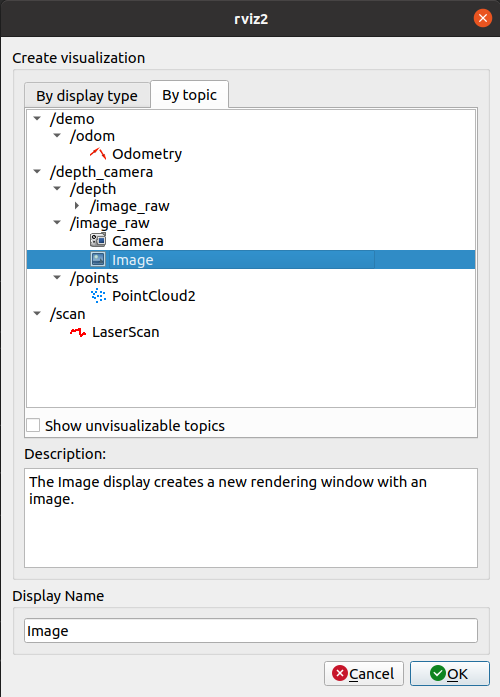 rviz2
Create visualization
By display type
By topic
/demo
/odom
Odometry
/depth_camera
/depth
/image_raw
/image_raw
Camera
Image
/points
PointCloud2
/scan
LaserScan
Show unvisualizable topics
Description:
The Image display creates a new rendering window with an
image.
Display Name
Image
Cancel
OK